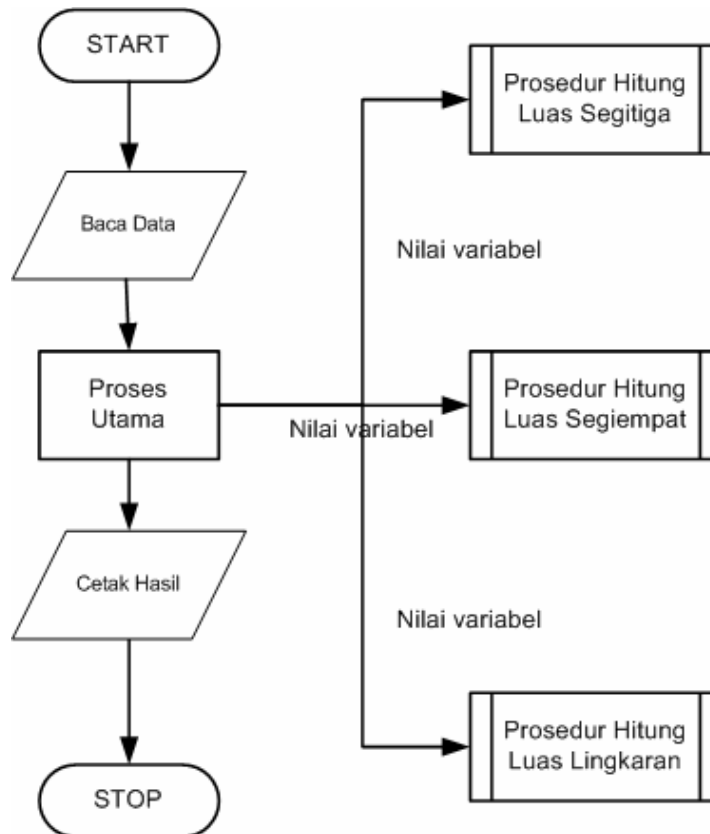 START
Baca Data
Proses
Utama
Cetak Hasil
STOP
Prosedur Hitung
Luas Segitiga
Nilai variabel
Prosedur Hitung
Luas Segiempat
Nilai variabel
Nilai variabel
Prosedur Hitung
Luas Lingkaran